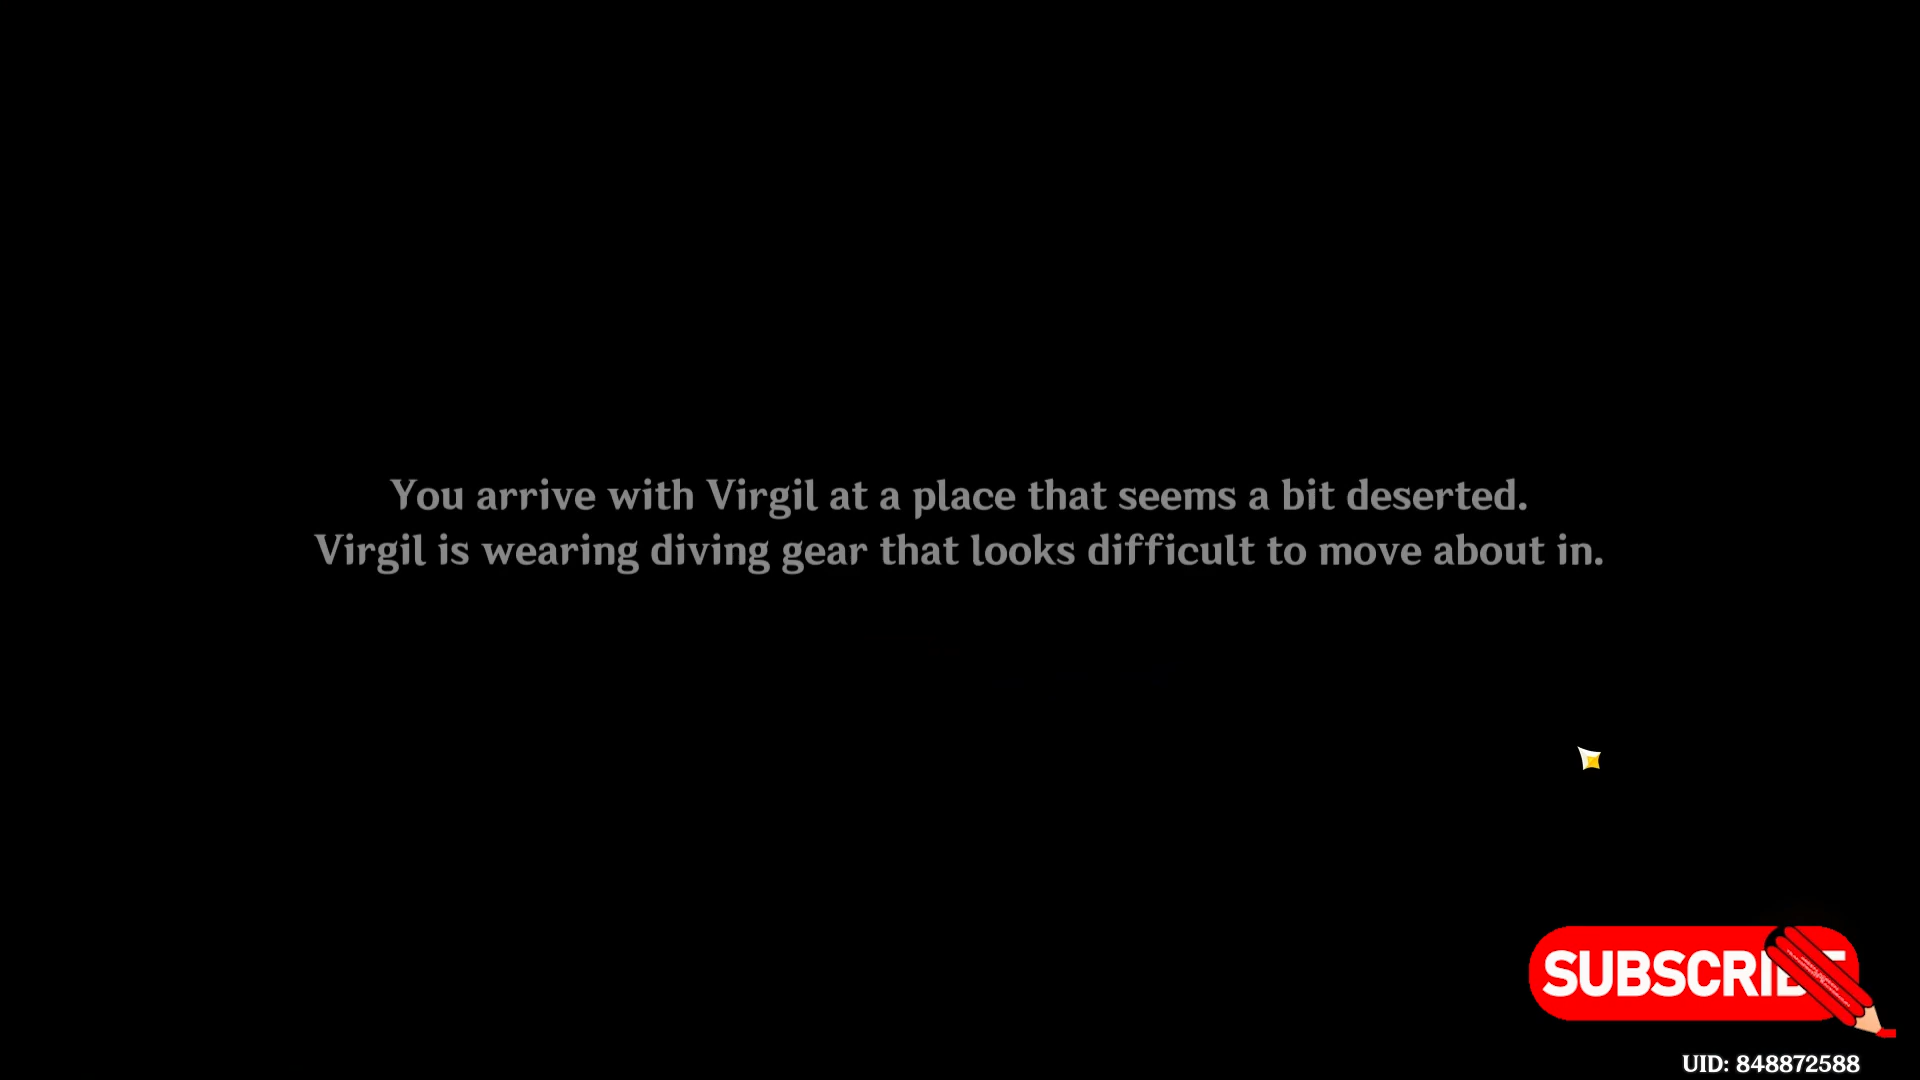 You arrive with Virgil at a place that seems a bit deserted.
Virgil is wearing diving gear that looks difficult to move about in.
SUBSCRIBE
UID: 848872588